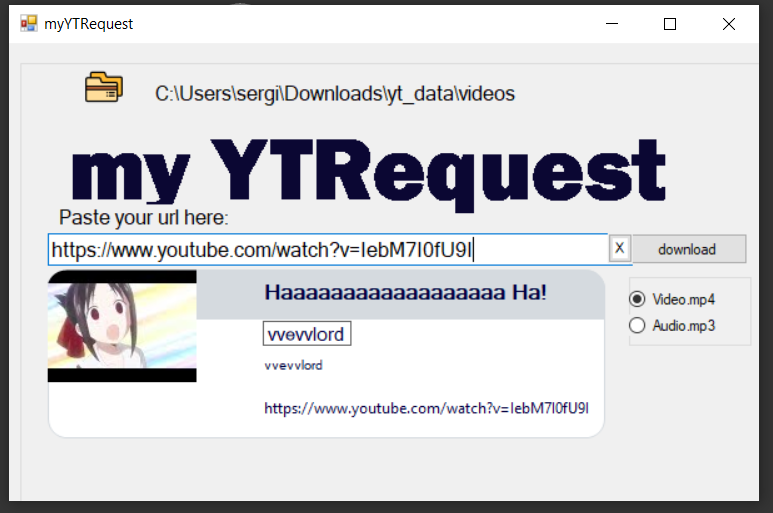 myYTRequest
C:\Users\sergi\Downloads\yt_data\videos
my YTRequest
Paste your url here:
https://www.youtube.com/watch?v=IebM7I0fU9I
X
download
Haaaaaaaaaaaaaaaaaa Ha!
Video.mp4
vvevvlord
Audio.mp3
vvevvlord
https://www.youtube.com/watch?v=IebM7I0fU9I